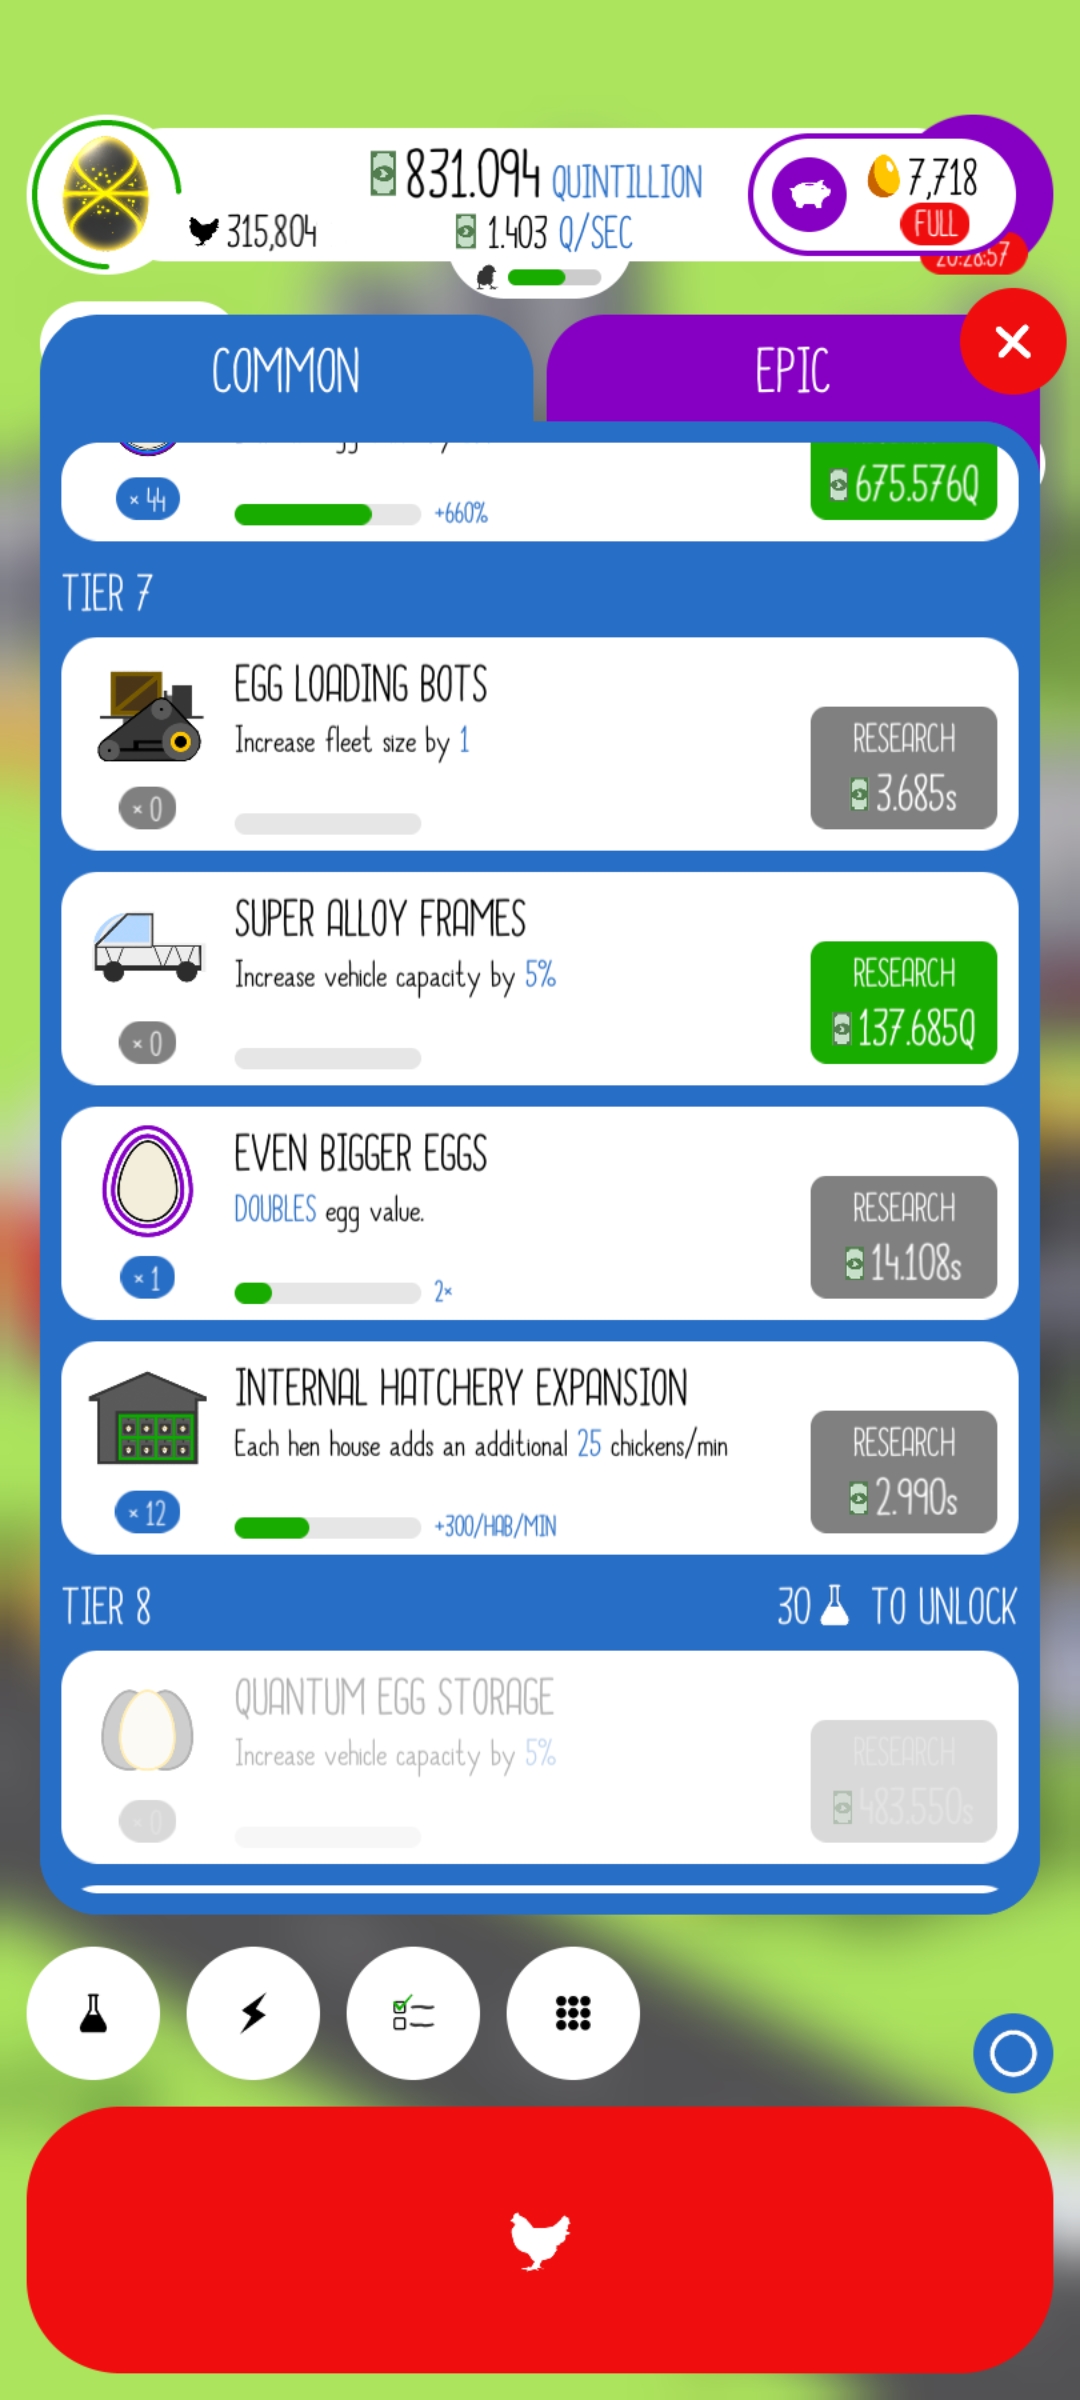 831.094 QUINTILLION
315,804
1.403 Q/SEC
7,718
FULL
20:28:57
COMMON
EPIC
× 44
+660%
675.576Q
TIER 7
EGG LOADING BOTS
Increase fleet size by 1
× 0
RESEARCH
3.685s
SUPER ALLOY FRAMES
Increase vehicle capacity by 5%
× 0
RESEARCH
137.685Q
EVEN BIGGER EGGS
DOUBLES egg value.
× 1
2×
RESEARCH
14.108s
INTERNAL HATCHERY EXPANSION
Each hen house adds an additional 25 chickens/min
× 12
+300/HAB/MIN
RESEARCH
2.990s
TIER 8
30 TO UNLOCK
QUANTUM EGG STORAGE
Increase vehicle capacity by 5%
× 0
RESEARCH
483.550s